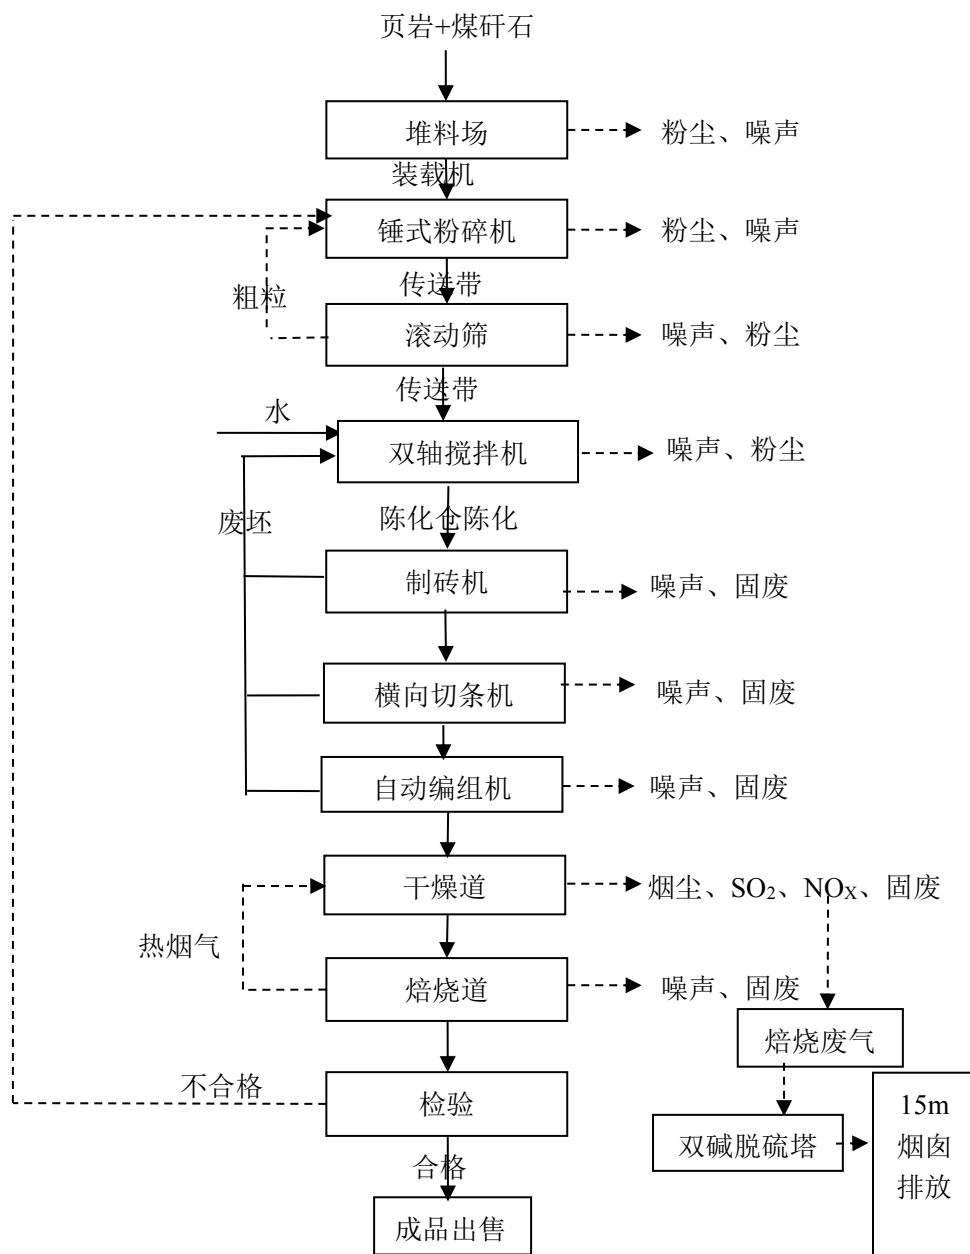 页岩+煤矸石
堆料场
粉尘、噪声
装载机
锤式粉碎机
粉尘、噪声
传送带
粗粒
滚动筛
噪声、粉尘
传送带
水
双轴搅拌机
噪声、粉尘
废坯
陈化仓陈化
制砖机
噪声、固废
横向切条机
噪声、固废
自动编组机
噪声、固废
干燥道
烟尘、SO₂、NOX、固废
热烟气
焙烧道
噪声、固废
焙烧废气
不合格
检验
15m
烟囱
排放
双碱脱硫塔
合格
成品出售